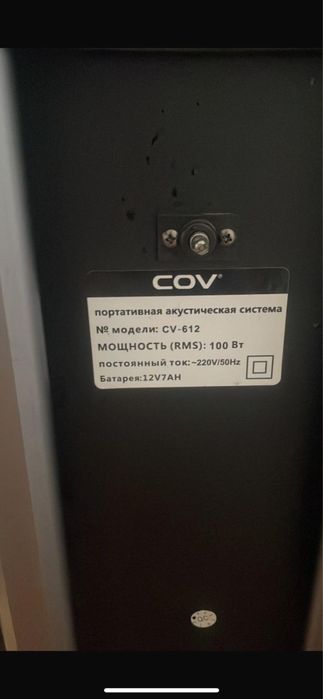 COV®
портативная акустическая система
№ модели: CV-612
МОЩНОСТЬ (RMS): 100 Вт
постоянный ток:~220V/50Hz
Батарея:12V7AH